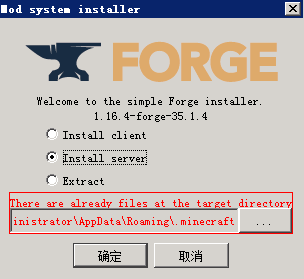 Mod system installer
FORGE
Welcome to the simple Forge installer.
1.16.4-forge-35.1.4
Install client
Install server
Extract
There are already files at the target directory
inistrator\AppData\Roaming\.minecraft
...
确定
取消